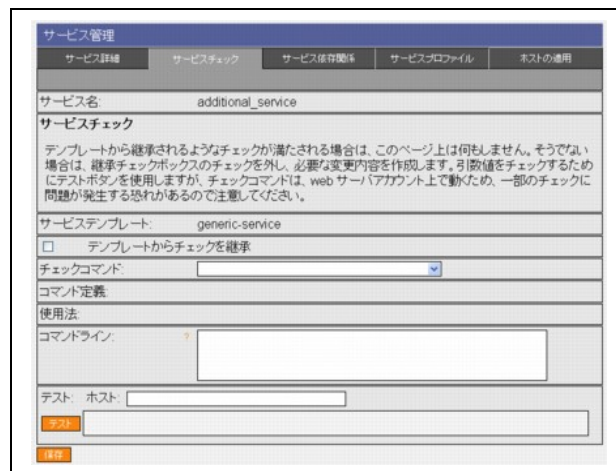 サービス管理
サービス詳細 サービスチェック サービス依存関係 サービスプロファイル ホストの適用
サービス名: additional_service
サービスチェック
テンプレートから継承されるようなチェックが満たされる場合は、このページ上は何もしません。そうでない
場合は、継承チェックボックスのチェックを外し、必要な変更内容を作成します。引数値をチェックするため
にテストボタンを使用しますが、チェックコマンドは、web サーバアカウント上で動くため、一部のチェックに
問題が発生する恐れがあるので注意してください。
サービステンプレート: generic-service
テンプレートからチェックを継承
チェックコマンド:
コマンド定義:
使用法:
コマンドライン: ?
テスト: ホスト:
テスト
保存